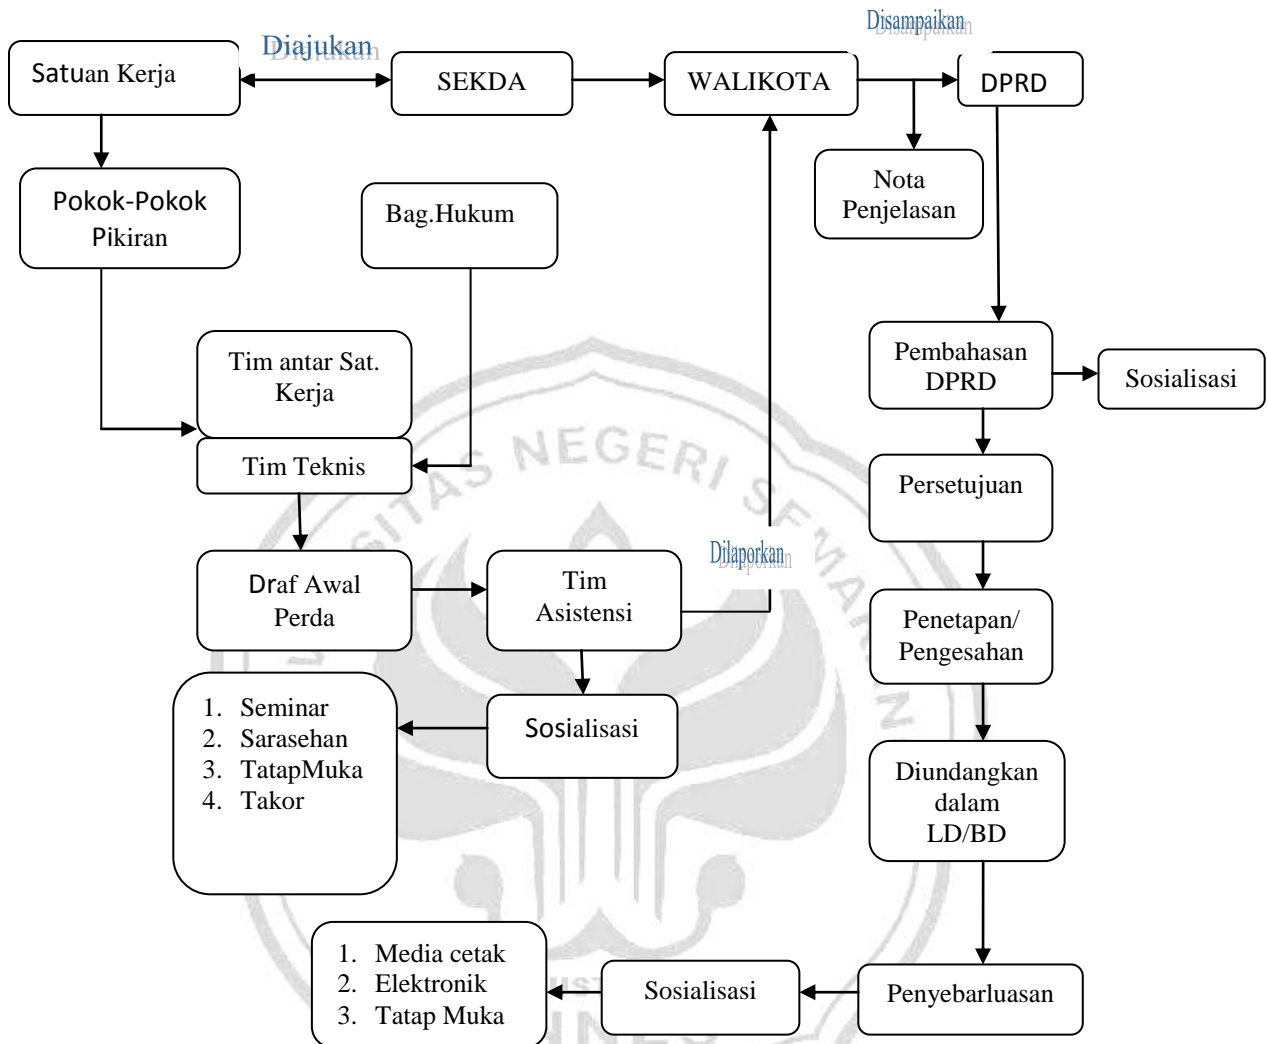 Disampaikan
Diajukan
Satuan Kerja
SEKDA
WALIKOTA
DPRD
Nota
Penjelasan
Pokok-Pokok
Pikiran
Bag.Hukum
Tim antar Sat.
Kerja
Tim Teknis
Pembahasan
DPRD
Sosialisasi
Persetujuan
Draf Awal
Perda
Tim
Asistensi
Dilaporkan
Penetapan/
Pengesahan
1. Seminar
2. Sarasehan
3. TatapMuka
4. Takor
Sosialisasi
Diundangkan
dalam
LD/BD
1. Media cetak
2. Elektronik
3. Tatap Muka
Sosialisasi
Penyebarluasan
NEGERI